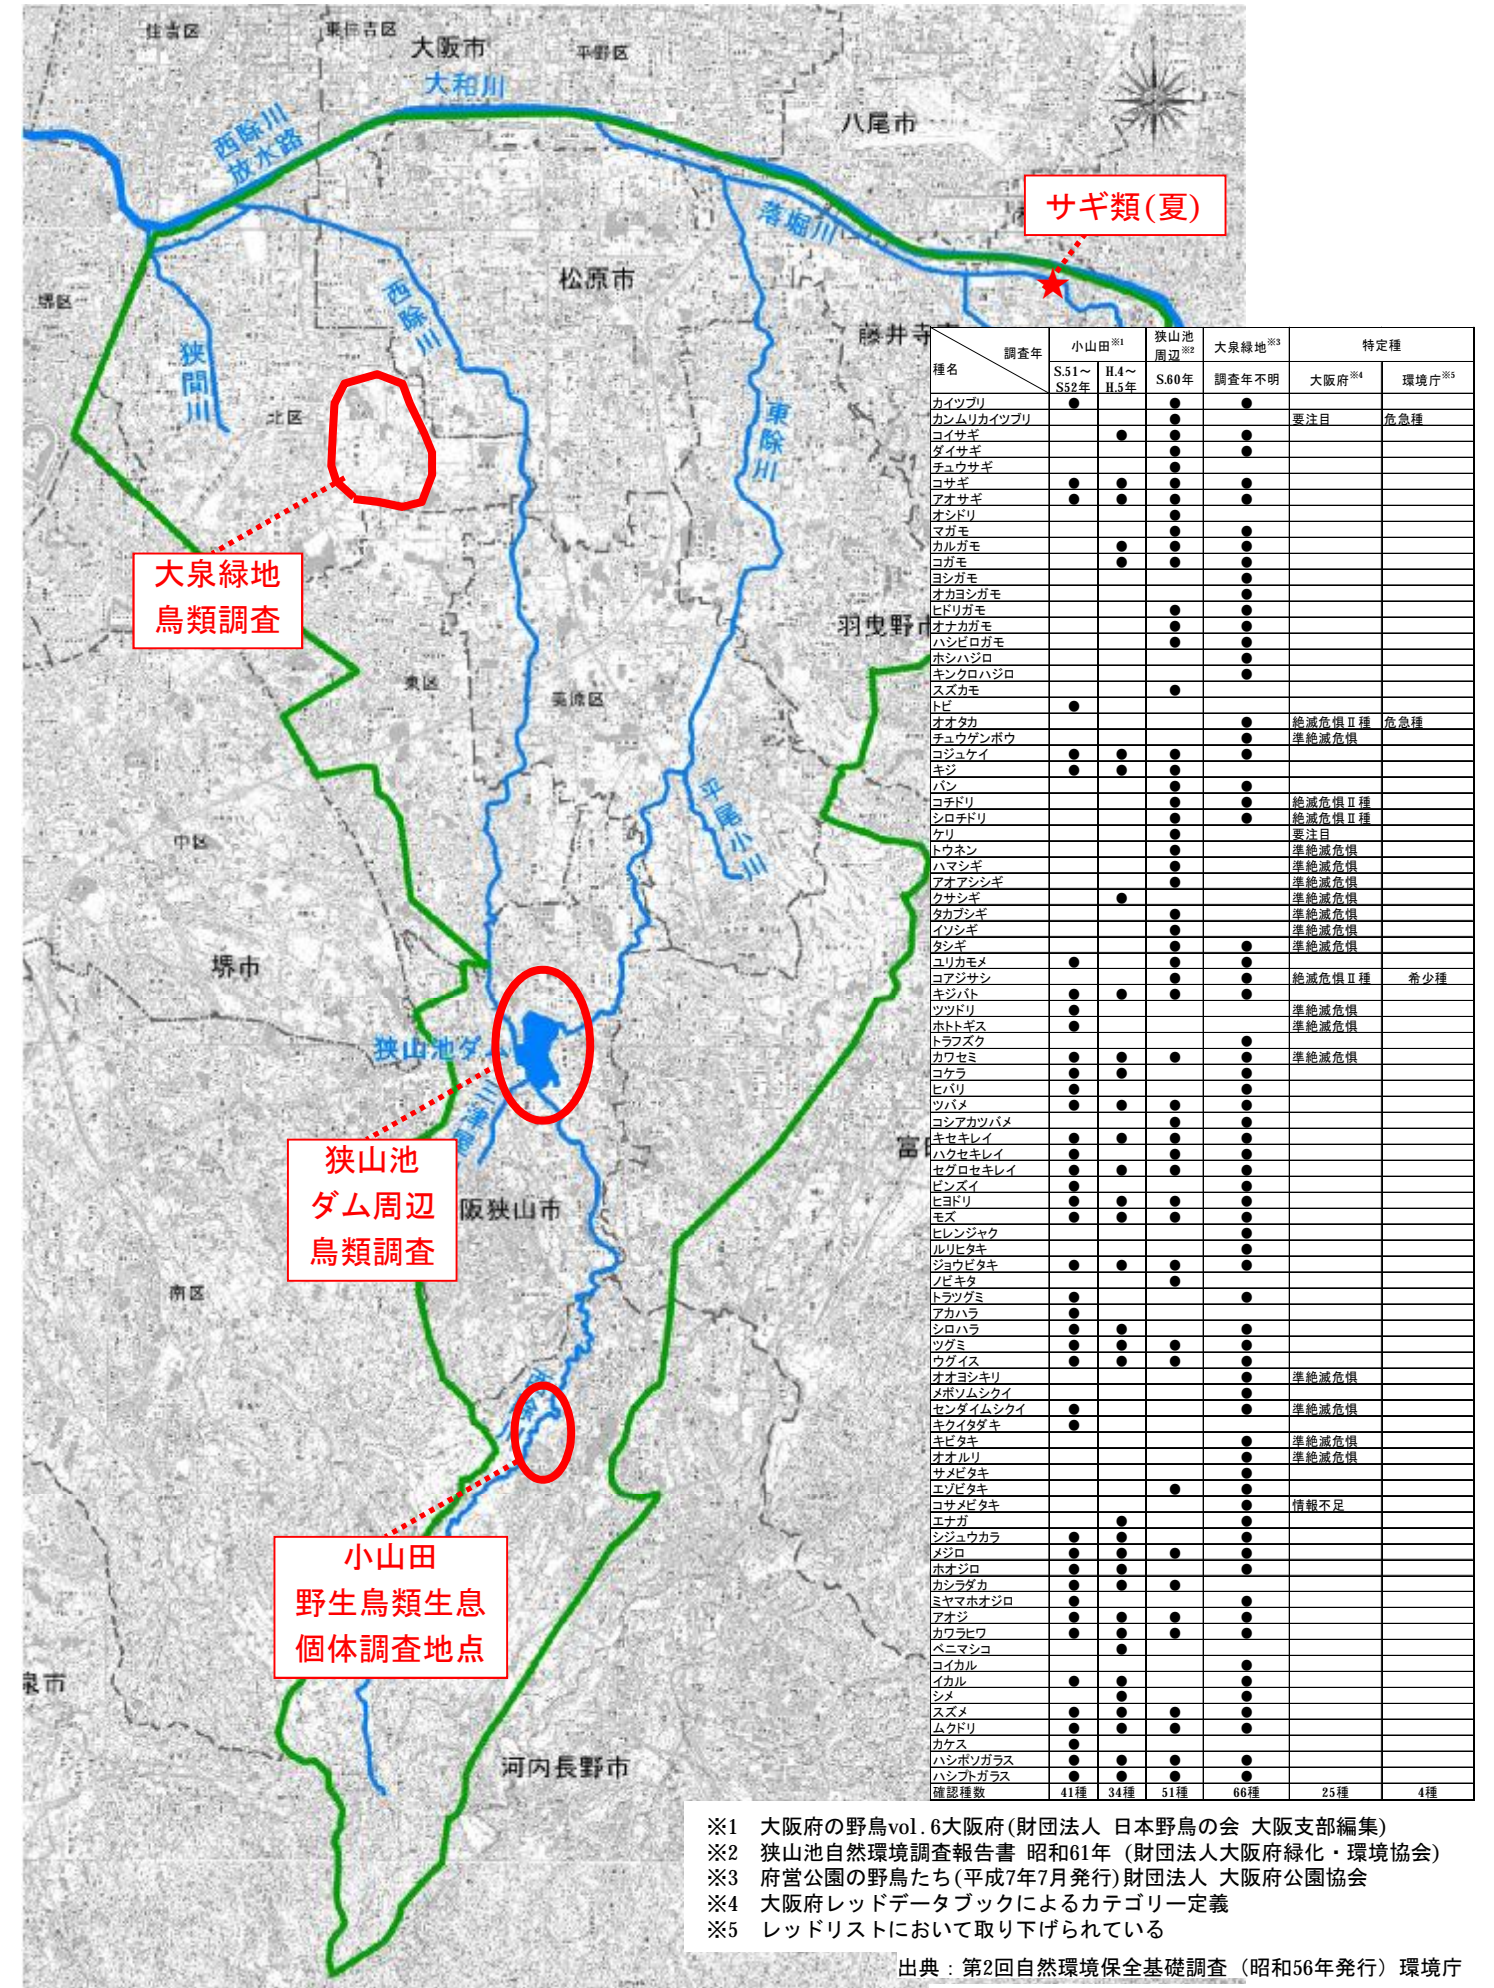 住吉区
東住吉区
大阪市
平野区
大和川
八尾市
西除川
放水路
サギ類(夏)
落堀川
松原市
堺区
西除川
狭間川
藤井寺
北区
東除川
大泉緑地
鳥類調査
羽曳野市
東区
美原区
平尾小川
中区
堺市
狭山池ダム
三津屋
狭山池
ダム周辺
鳥類調査
阪狭山市
富
南区
小山田
野生鳥類生息
個体調査地点
泉市
河内長野市
種名 調査年 小山田※1 狭山池周辺※2 大泉緑地※3 特定種
S.51～S52年 H.4～H.5年 S.60年 調査年不明 大阪府※4 環境庁※5
カイツブリ ● ● ●
カンムリカイツブリ ● 要注目 危急種
コイサギ ● ● ●
ダイサギ ● ●
チュウサギ ●
コサギ ● ● ● ●
アオサギ ● ● ● ●
オシドリ ●
マガモ ● ●
カルガモ ● ● ●
コガモ ● ● ●
ヨシガモ ●
オカヨシガモ ●
ヒドリガモ ● ●
オナカガモ ● ●
ハシビロガモ ● ●
ホシハジロ ●
キンクロハジロ ●
スズカモ ●
トビ ●
オオタカ ● 絶滅危惧Ⅱ種 危急種
チュウゲンボウ ● 準絶滅危惧
コジュケイ ● ● ● ●
キジ ● ● ●
バン ● ●
コチドリ ● ● 絶滅危惧Ⅱ種
シロチドリ ● ● 絶滅危惧Ⅱ種
ケリ ● 要注目
トウネン ● 準絶滅危惧
ハマシギ ● 準絶滅危惧
アオアシシギ ● 準絶滅危惧
クサシギ ● 準絶滅危惧
タカブシギ ● 準絶滅危惧
イソシギ ● 準絶滅危惧
タシギ ● ● 準絶滅危惧
ユリカモメ ● ● ●
コアジサシ ● ● 絶滅危惧Ⅱ種 希少種
キジバト ● ● ● ●
ツツドリ ● 準絶滅危惧
ホトトギス ● 準絶滅危惧
トラフズク ●
カワセミ ● ● ● ● 準絶滅危惧
コゲラ ● ● ●
ヒバリ ● ●
ツバメ ● ● ● ●
コシアカツバメ ● ●
キセキレイ ● ● ● ●
ハクセキレイ ● ● ●
セグロセキレイ ● ● ● ●
ビンズイ ● ●
ヒヨドリ ● ● ● ●
モズ ● ● ● ●
ヒレンジャク ●
ルリヒタキ ●
ジョウビタキ ● ● ● ●
ノビキタ ●
トラツグミ ● ●
アカハラ ●
シロハラ ● ● ●
ツグミ ● ● ● ●
ウグイス ● ● ● ●
オオヨシキリ ● 準絶滅危惧
メボソムシクイ ●
センダイムシクイ ● ● 準絶滅危惧
キクイタダキ ●
キビタキ ● 準絶滅危惧
オオルリ ● 準絶滅危惧
サメビタキ ●
エゾビタキ ● ●
コサメビタキ ● 情報不足
エナガ ● ●
シジュウカラ ● ● ●
メジロ ● ● ● ●
ホオジロ ● ● ●
カシラダカ ● ● ●
ミヤマホオジロ ● ●
アオジ ● ● ● ●
カワラヒワ ● ● ● ●
ベニマシコ ●
コイカル ●
イカル ● ● ●
シメ ● ●
スズメ ● ● ● ●
ムクドリ ● ● ● ●
カケス ●
ハシボソガラス ● ● ● ●
ハシブトガラス ● ● ● ●
確認種数 41種 34種 51種 66種 25種 4種
※1 大阪府の野鳥vol.6大阪府(財団法人 日本野鳥の会 大阪支部編集)
※2 狭山池自然環境調査報告書 昭和61年 (財団法人大阪府緑化・環境協会)
※3 府営公園の野鳥たち(平成7年7月発行)財団法人 大阪府公園協会
※4 大阪府レッドデータブックによるカテゴリー定義
※5 レッドリストにおいて取り下げられている
出典：第2回自然環境保全基礎調査（昭和56年発行）環境庁